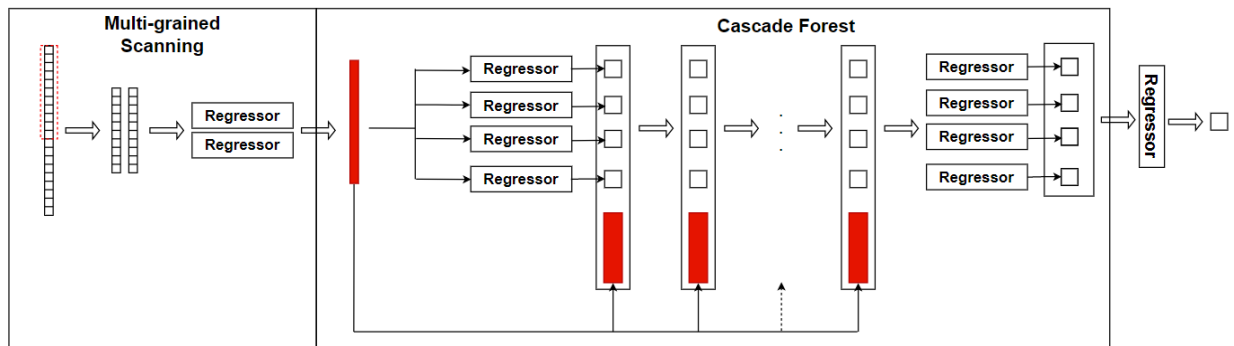 Multi-grained
Scanning
Regressor
Regressor
Cascade Forest
Regressor
Regressor
Regressor
Regressor
Regressor
Regressor
Regressor
Regressor
Regressor